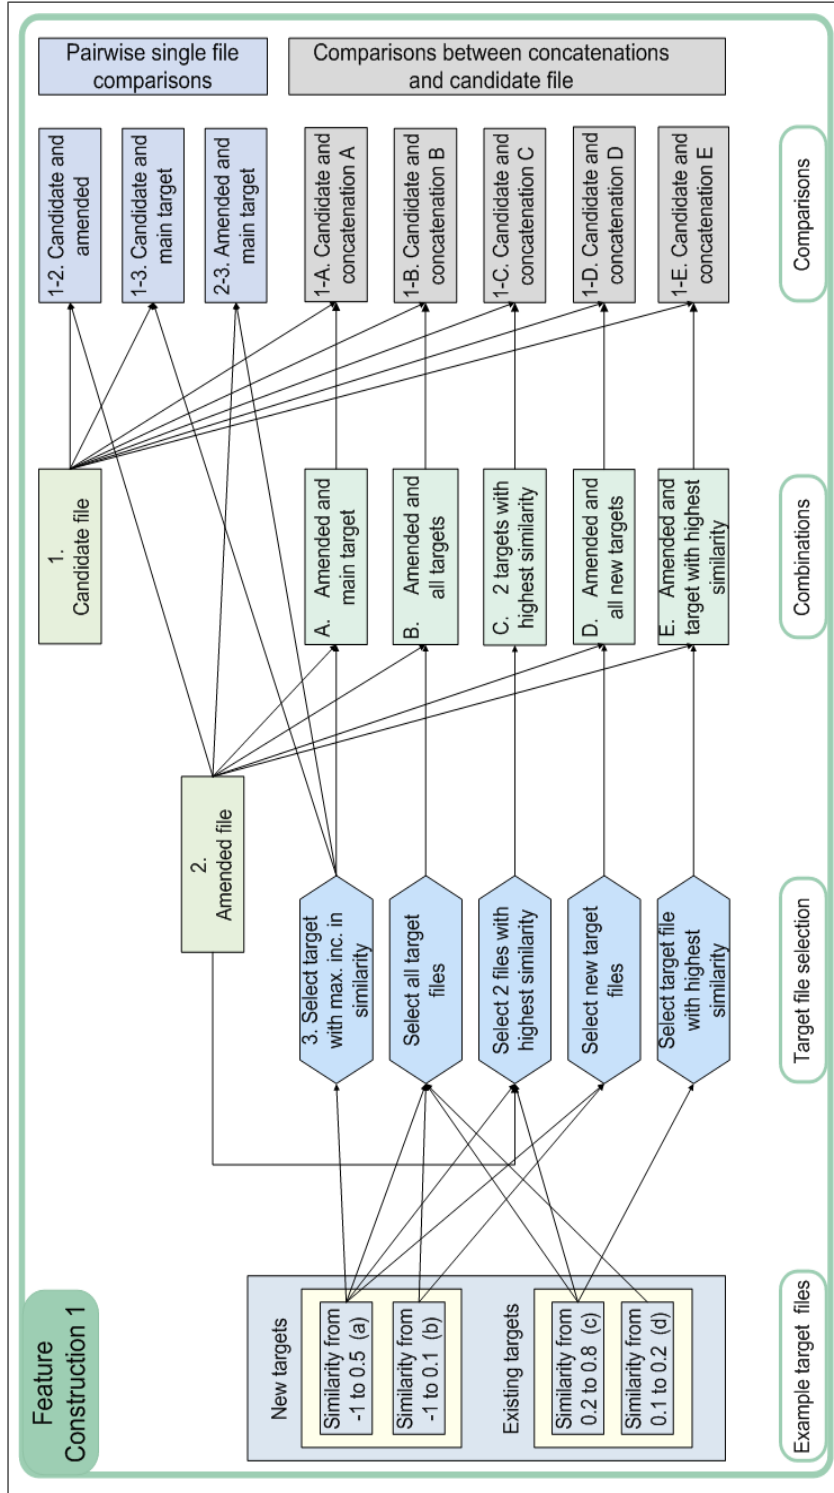 Feature
Construction 1
New targets
Similarity from
-1 to 0.5  (a)
Similarity from
-1 to 0.1  (b)
Existing targets
Similarity from
0.2 to 0.8  (c)
Similarity from
0.1 to 0.2  (d)
Example target  files
3. Select target
with max. inc. in
similarity
Select all target
files
Select 2 files with
highest similarity
Select new target
files
Select target file
with highest
similarity
Target file selection
2.
Amended file
1.
Candidate file
A.   Amended and
main target
B.   Amended and
all targets
C.   2 targets with
highest similarity
D.   Amended and
all new targets
E.   Amended and
target with highest
similarity
Combinations
1-2. Candidate and
amended
1-3. Candidate and
main target
2-3. Amended and
main target
1-A. Candidate and
concatenation A
1-B. Candidate and
concatenation B
1-C. Candidate and
concatenation C
1-D. Candidate and
concatenation D
1-E. Candidate and
concatenation E
Comparisons
Pairwise single file
comparisons
Comparisons between concatenations
and candidate file